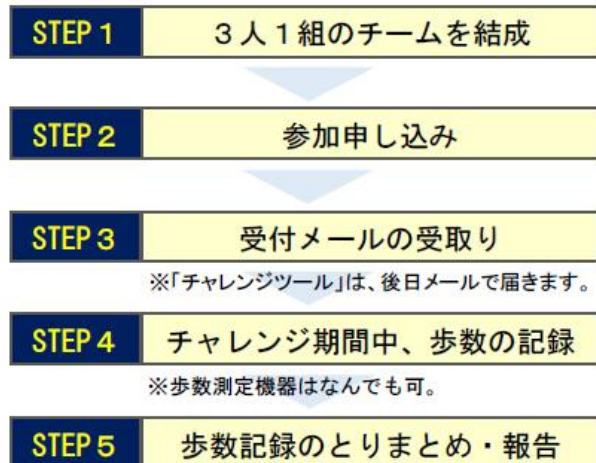 STEP 1 3人1組のチームを結成
STEP 2 参加申し込み
STEP 3 受付メールの受取り
※「チャレンジツール」は、後日メールで届きます。
STEP 4 チャレンジ期間中、歩数の記録
※歩数測定機器はなんでも可。
STEP 5 歩数記録のとりまとめ・報告